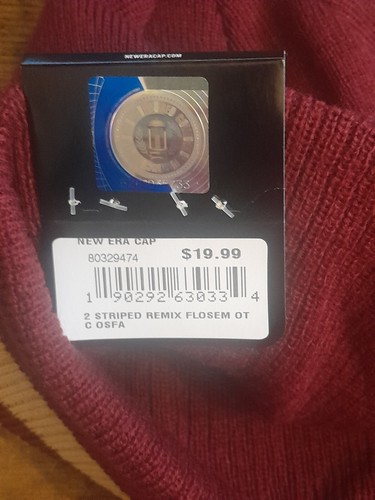 NEWERACAP.COM
NEW ERA CAP
80329474 $19.99
1 90292 63033 4
2 STRIPED REMIX FLOSEM OT
C OSFA